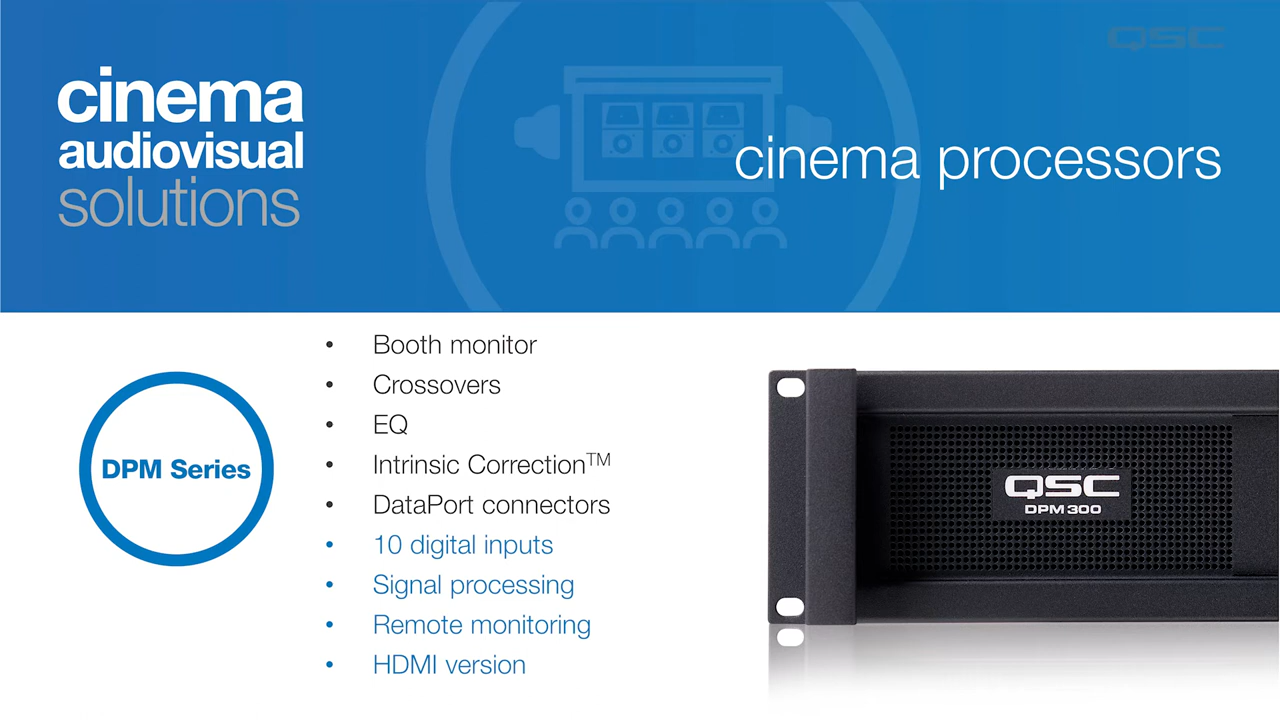 QSC
cinema
audiovisual
solutions
cinema processors
DPM Series
• Booth monitor
• Crossovers
• EQ
• Intrinsic Correction™
• DataPort connectors
• 10 digital inputs
• Signal processing
• Remote monitoring
• HDMI version
QSC
DPM 300